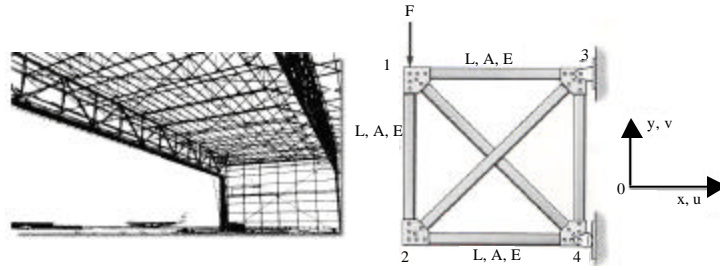 F
1
L, A, E
3
L, A, E
y, v
0
x, u
2
L, A, E
4